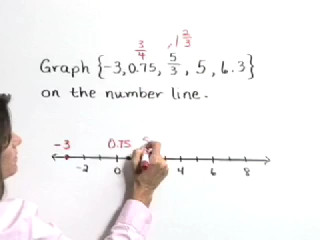 3/4 , 1 2/3
Graph {-3, 0.75, 5/3, 5, 6.3}
on the number line.
-3 0.75
-2 0 4 6 8